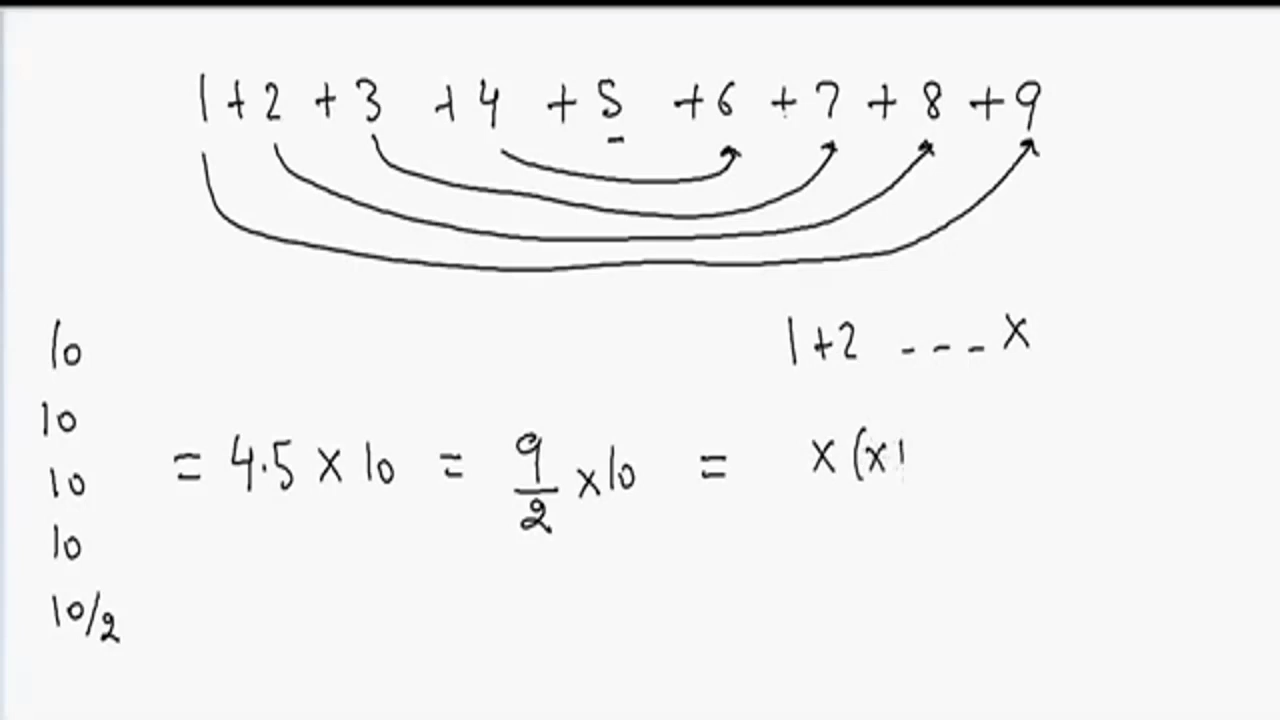 1 + 2 + 3 + 4 + 5 + 6 + 7 + 8 + 9
10
1 + 2 - - - x
10
= 4.5 x 10 = 9/2 x 10 = x (x
10
10
10/2